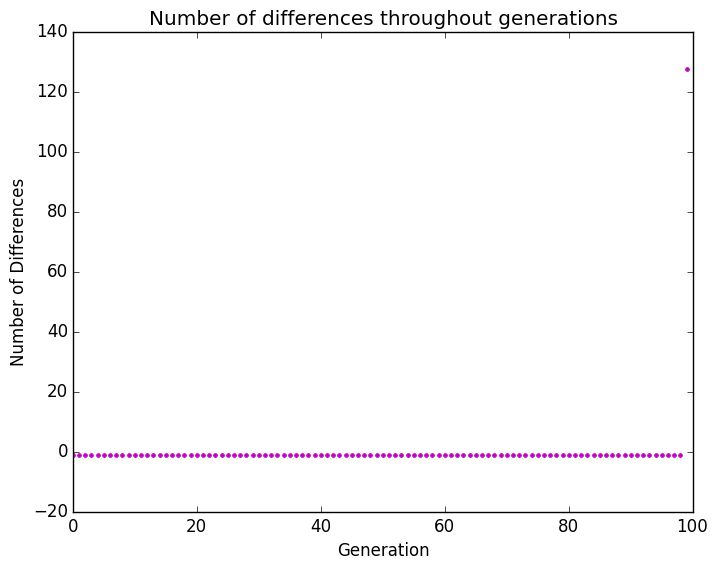 Number of differences throughout generations
140
120
100
80
60
40
20
0
−20
Number of Differences
0 20 40 60 80 100
Generation